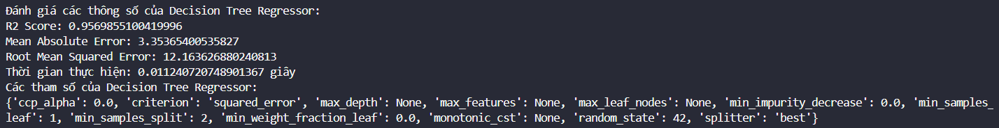 Đánh giá các thông số của Decision Tree Regressor:
R2 Score: 0.9569855100419996
Mean Absolute Error: 3.35365400535827
Root Mean Squared Error: 12.163626880240813
Thời gian thực hiện: 0.011240720748901367 giây
Các tham số của Decision Tree Regressor:
{'ccp_alpha': 0.0, 'criterion': 'squared_error', 'max_depth': None, 'max_features': None, 'max_leaf_nodes': None, 'min_impurity_decrease': 0.0, 'min_samples_
leaf': 1, 'min_samples_split': 2, 'min_weight_fraction_leaf': 0.0, 'monotonic_cst': None, 'random_state': 42, 'splitter': 'best'}